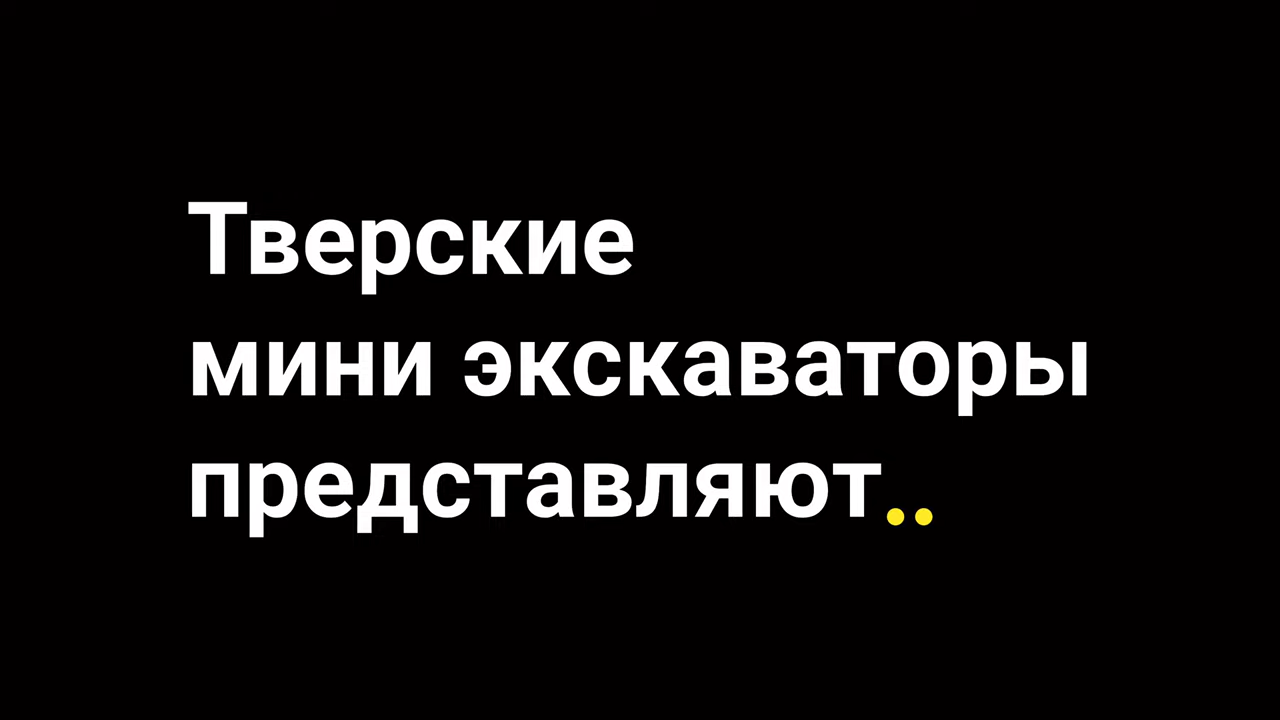 Тверские
мини экскаваторы
представляют..